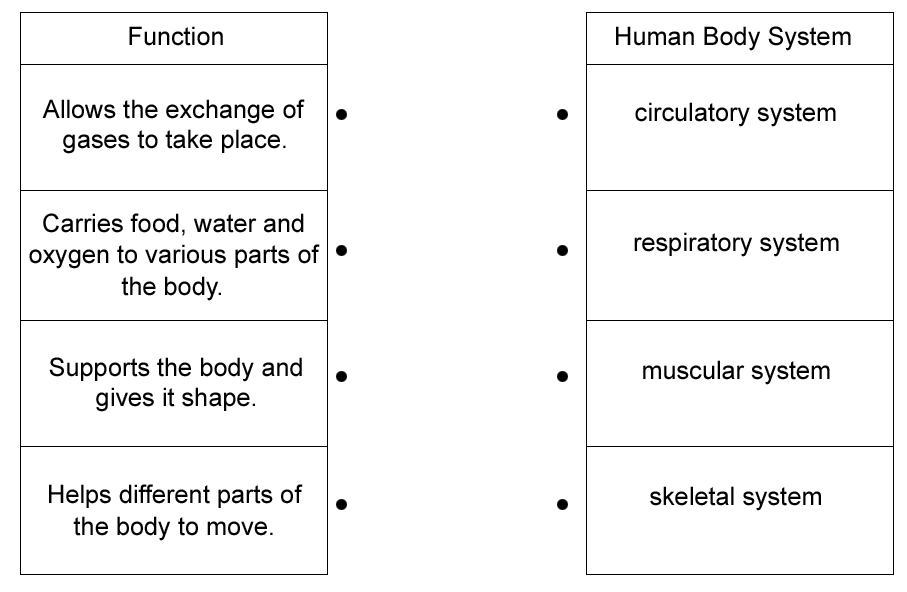 Function
Human Body System
Allows the exchange of
gases to take place.
circulatory system
Carries food, water and
oxygen to various parts of
the body.
respiratory system
Supports the body and
gives it shape.
muscular system
Helps different parts of
the body to move.
skeletal system